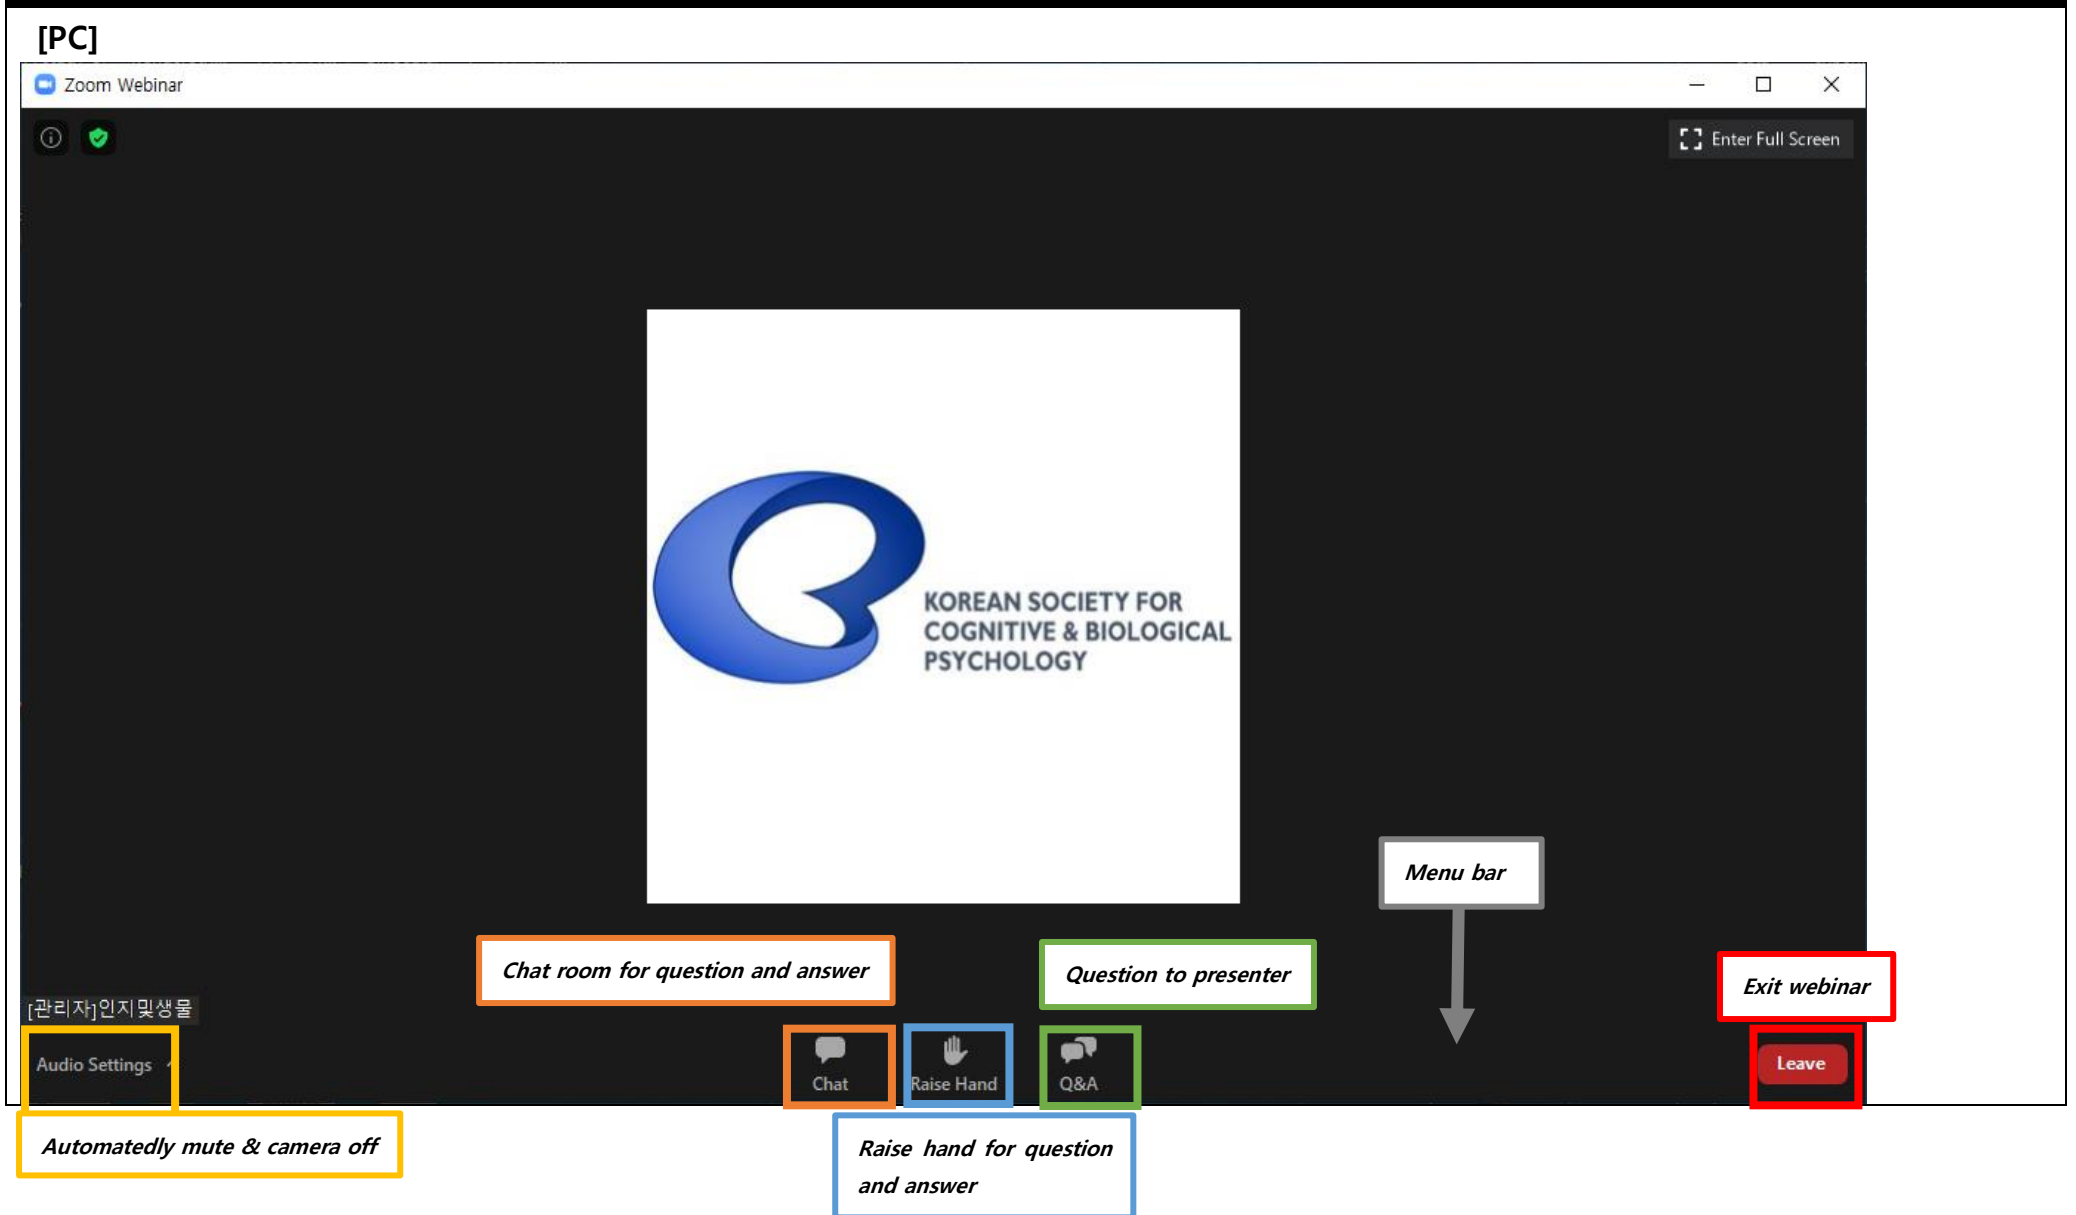 [PC]
Zoom Webinar
Enter Full Screen
KOREAN SOCIETY FOR
COGNITIVE & BIOLOGICAL
PSYCHOLOGY
Menu bar
Chat room for question and answer
Question to presenter
Exit webinar
[관리자]인지및생물
Audio Settings
Chat
Raise Hand
Q&A
Leave
Automatedly mute & camera off
Raise hand for question
and answer